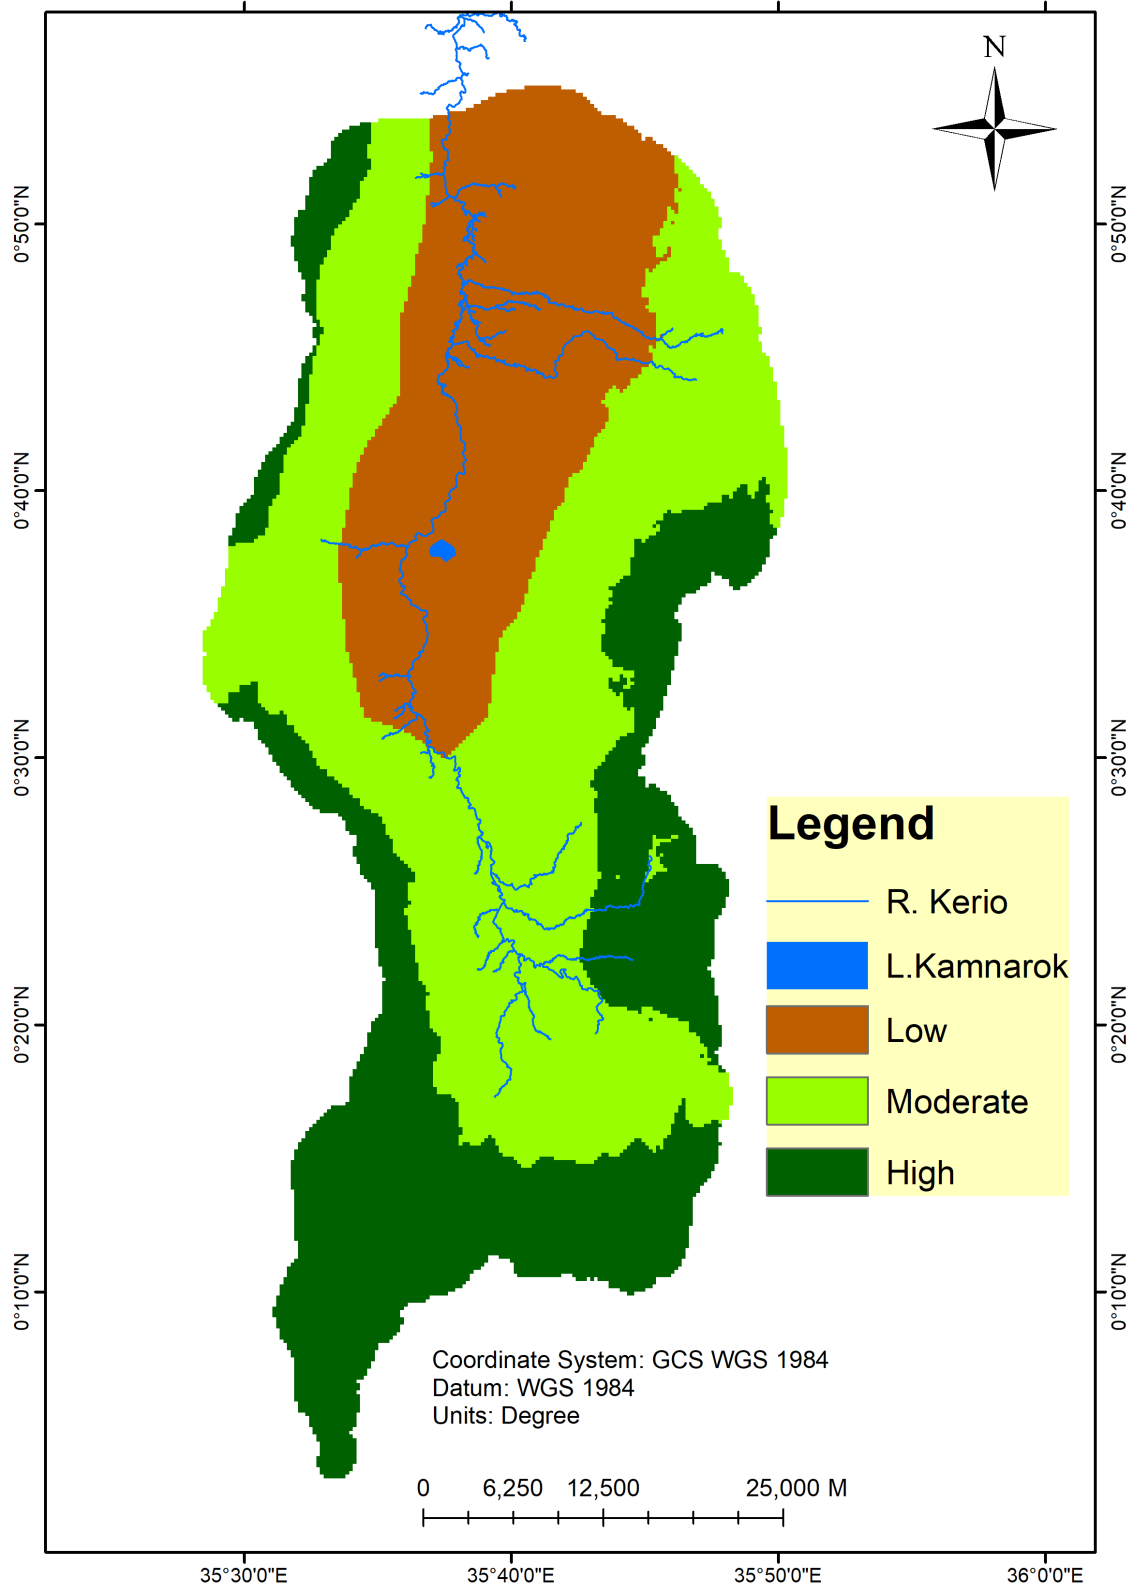 N
0°50'0"N
0°50'0"N
0°40'0"N
0°40'0"N
0°30'0"N
0°30'0"N
Legend
R. Kerio
L.Kamnarok
Low
Moderate
High
0°20'0"N
0°20'0"N
0°10'0"N
0°10'0"N
Coordinate System: GCS WGS 1984
Datum: WGS 1984
Units: Degree
0 6,250 12,500 25,000 M
35°30'0"E 35°40'0"E 35°50'0"E 36°0'0"E